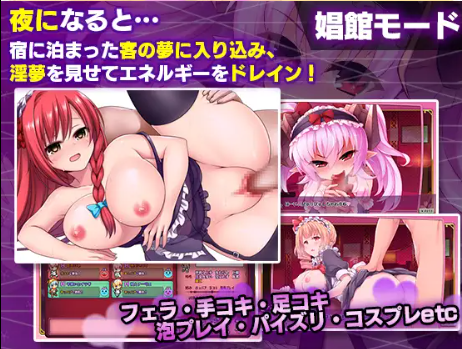 夜になると…
娼館モード
宿に泊まった客の夢に入り込み、
淫夢を見せてエネルギーをドレイン！
フェラ・手コキ・足コキ
泡プレイ・パイズリ・コスプレetc